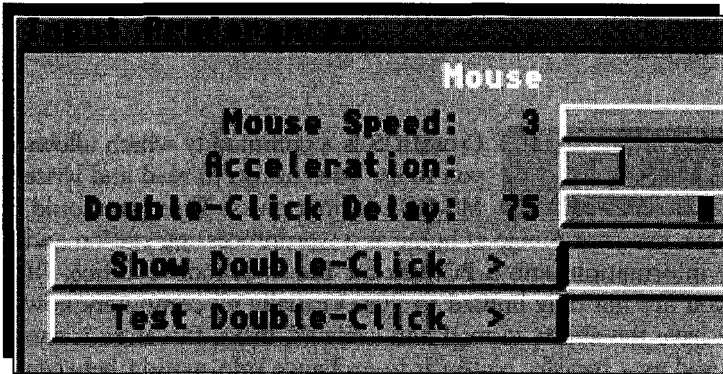 Mouse
Mouse Speed: 3
Acceleration:
Double-Click Delay: 75
Show Double-Click >
Test Double-Click >